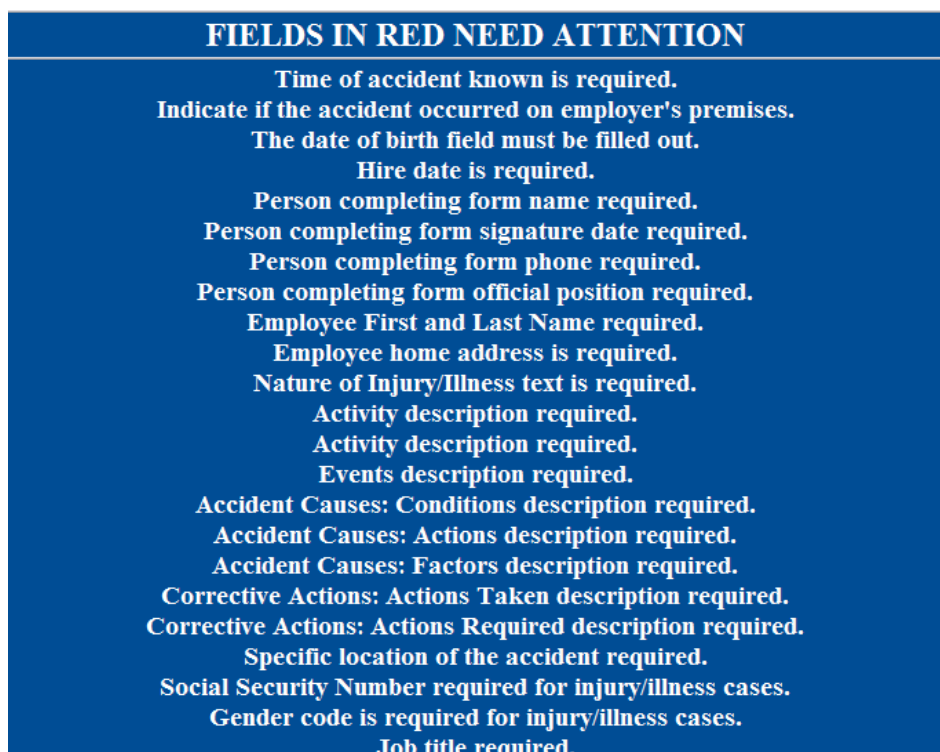 FIELDS IN RED NEED ATTENTION
Time of accident known is required.
Indicate if the accident occurred on employer's premises.
The date of birth field must be filled out.
Hire date is required.
Person completing form name required.
Person completing form signature date required.
Person completing form phone required.
Person completing form official position required.
Employee First and Last Name required.
Employee home address is required.
Nature of Injury/Illness text is required.
Activity description required.
Activity description required.
Events description required.
Accident Causes: Conditions description required.
Accident Causes: Actions description required.
Accident Causes: Factors description required.
Corrective Actions: Actions Taken description required.
Corrective Actions: Actions Required description required.
Specific location of the accident required.
Social Security Number required for injury/illness cases.
Gender code is required for injury/illness cases.
Job title required.